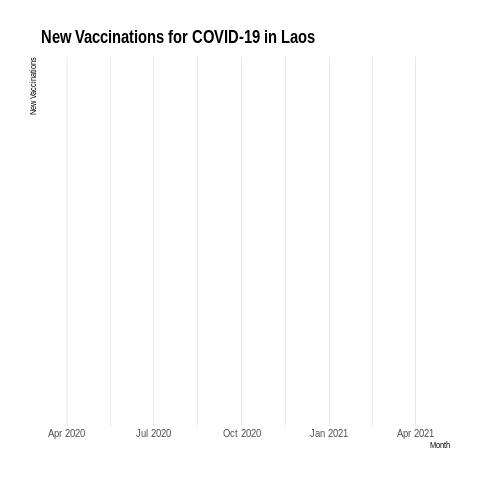 New Vaccinations for COVID-19 in Laos
New Vaccinations
Apr 2020 Jul 2020 Oct 2020 Jan 2021 Apr 2021
Month